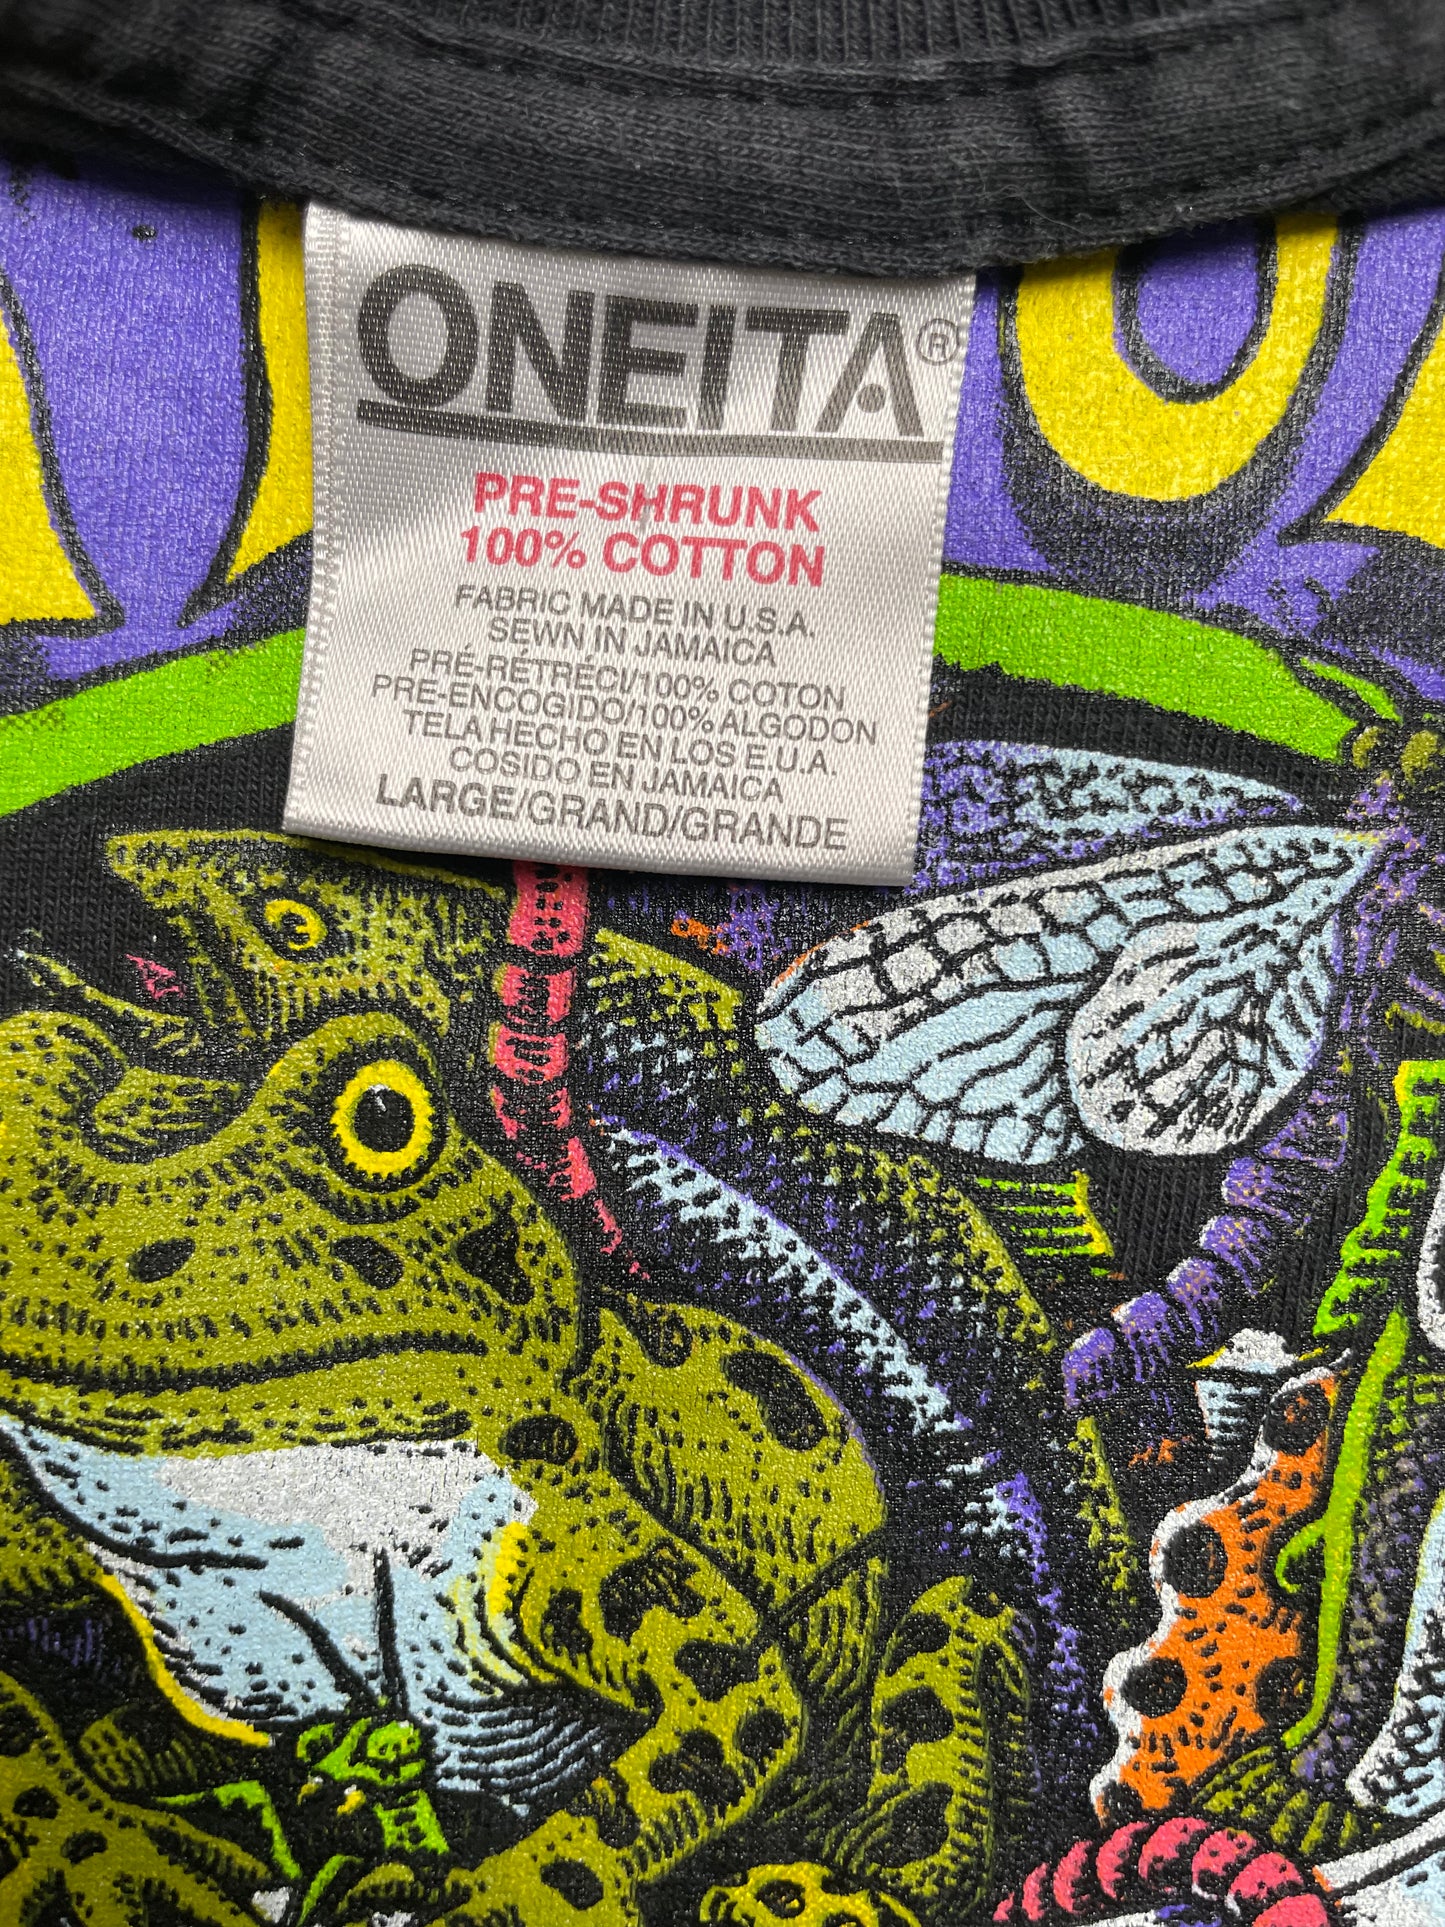 ONEITA®
PRE-SHRUNK
100% COTTON
FABRIC MADE IN U.S.A.
SEWN IN JAMAICA
PRÉ-RÉTRÉCI/100% COTON
PRE-ENCOGIDO/100% ALGODON
TELA HECHO EN LOS E.U.A.
COSIDO EN JAMAICA
LARGE/GRAND/GRANDE